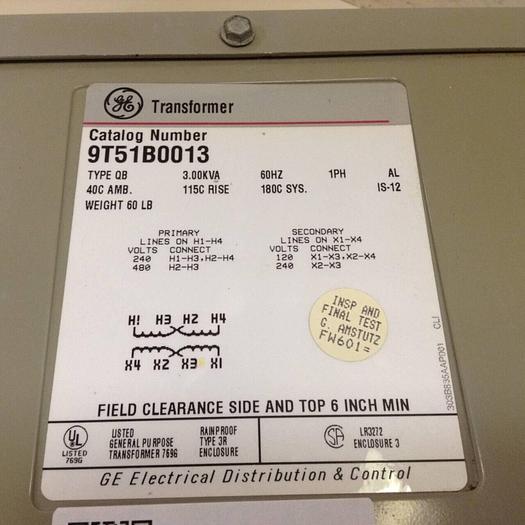 GE Transformer
Catalog Number
9T51B0013
TYPE QB 3.00KVA 60HZ 1PH AL
40C AMB. 115C RISE 180C SYS. IS-12
WEIGHT 60 LB
PRIMARY SECONDARY
LINES ON H1-H4 LINES ON X1-X4
VOLTS CONNECT VOLTS CONNECT
240 H1-H3,H2-H4 120 X1-X3,X2-X4
480 H2-H3 240 X2-X3
INSP AND
FINAL TEST
G. AMSTUTZ
FW601=
H1 H3 H2 H4
X4 X2 X3 X1
303B835AAP001 CLI
FIELD CLEARANCE SIDE AND TOP 6 INCH MIN
UL LISTED 769G
LISTED GENERAL PURPOSE TRANSFORMER 769G
RAINPROOF TYPE 3R ENCLOSURE
SA LR3272 ENCLOSURE 3
GE Electrical Distribution & Control